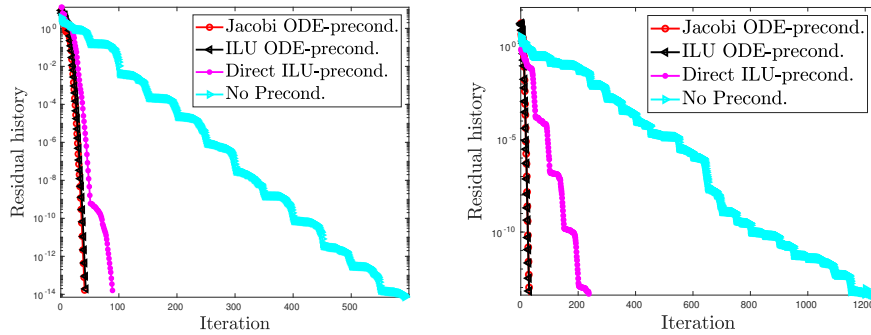 Jacobi ODE-precond.
ILU ODE-precond.
Direct ILU-precond.
No Precond.
Residual history
10^0
10^-2
10^-4
10^-6
10^-8
10^-10
10^-12
10^-14
0 100 200 300 400 500
Iteration
Jacobi ODE-precond.
ILU ODE-precond.
Direct ILU-precond.
No Precond.
Residual history
10^0
10^-5
10^-10
0 200 400 600 800 1000 1200
Iteration